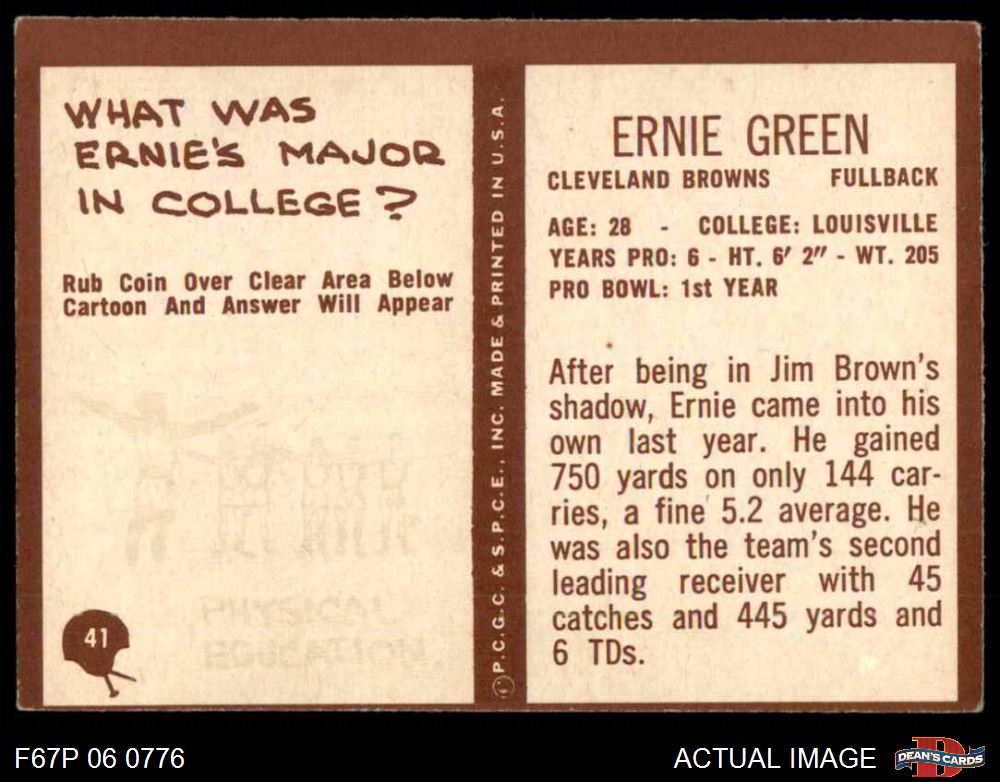 WHAT WAS
ERNIE'S MAJOR
IN COLLEGE?
Rub Coin Over Clear Area Below
Cartoon And Answer Will Appear
PHYSICAL
EDUCATION
41
© P.C.G.C. & S.P.C.E., INC. MADE & PRINTED IN U.S.A.
ERNIE GREEN
CLEVELAND BROWNS FULLBACK
AGE: 28 - COLLEGE: LOUISVILLE
YEARS PRO: 6 - HT. 6' 2" - WT. 205
PRO BOWL: 1st YEAR
After being in Jim Brown's
shadow, Ernie came into his
own last year. He gained
750 yards on only 144 car-
ries, a fine 5.2 average. He
was also the team's second
leading receiver with 45
catches and 445 yards and
6 TDs.
F67P 06 0776
ACTUAL IMAGE
D
DEAN'S CARDS